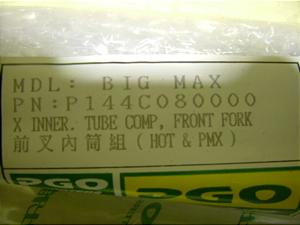 MDL: BIG MAX
PN:P144C080000
X INNER. TUBE COMP, FRONT FORK
前叉內筒組 ( HOT & PMX )
PGO
PGO